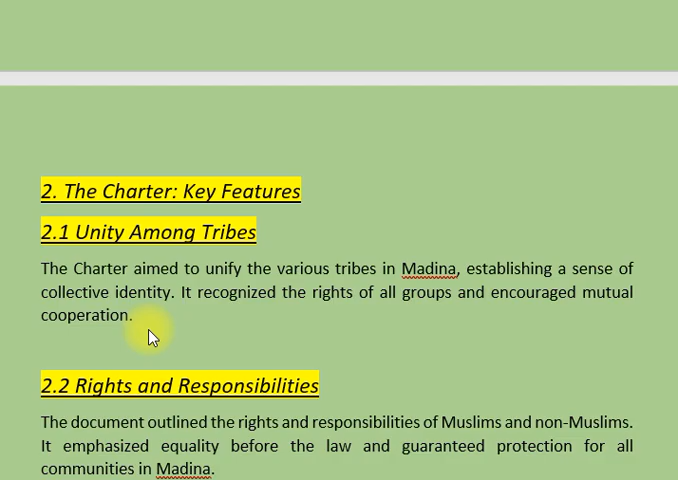 2. The Charter: Key Features
2.1 Unity Among Tribes
The Charter aimed to unify the various tribes in Madina, establishing a sense of
collective identity. It recognized the rights of all groups and encouraged mutual
cooperation.
2.2 Rights and Responsibilities
The document outlined the rights and responsibilities of Muslims and non-Muslims.
It emphasized equality before the law and guaranteed protection for all
communities in Madina.